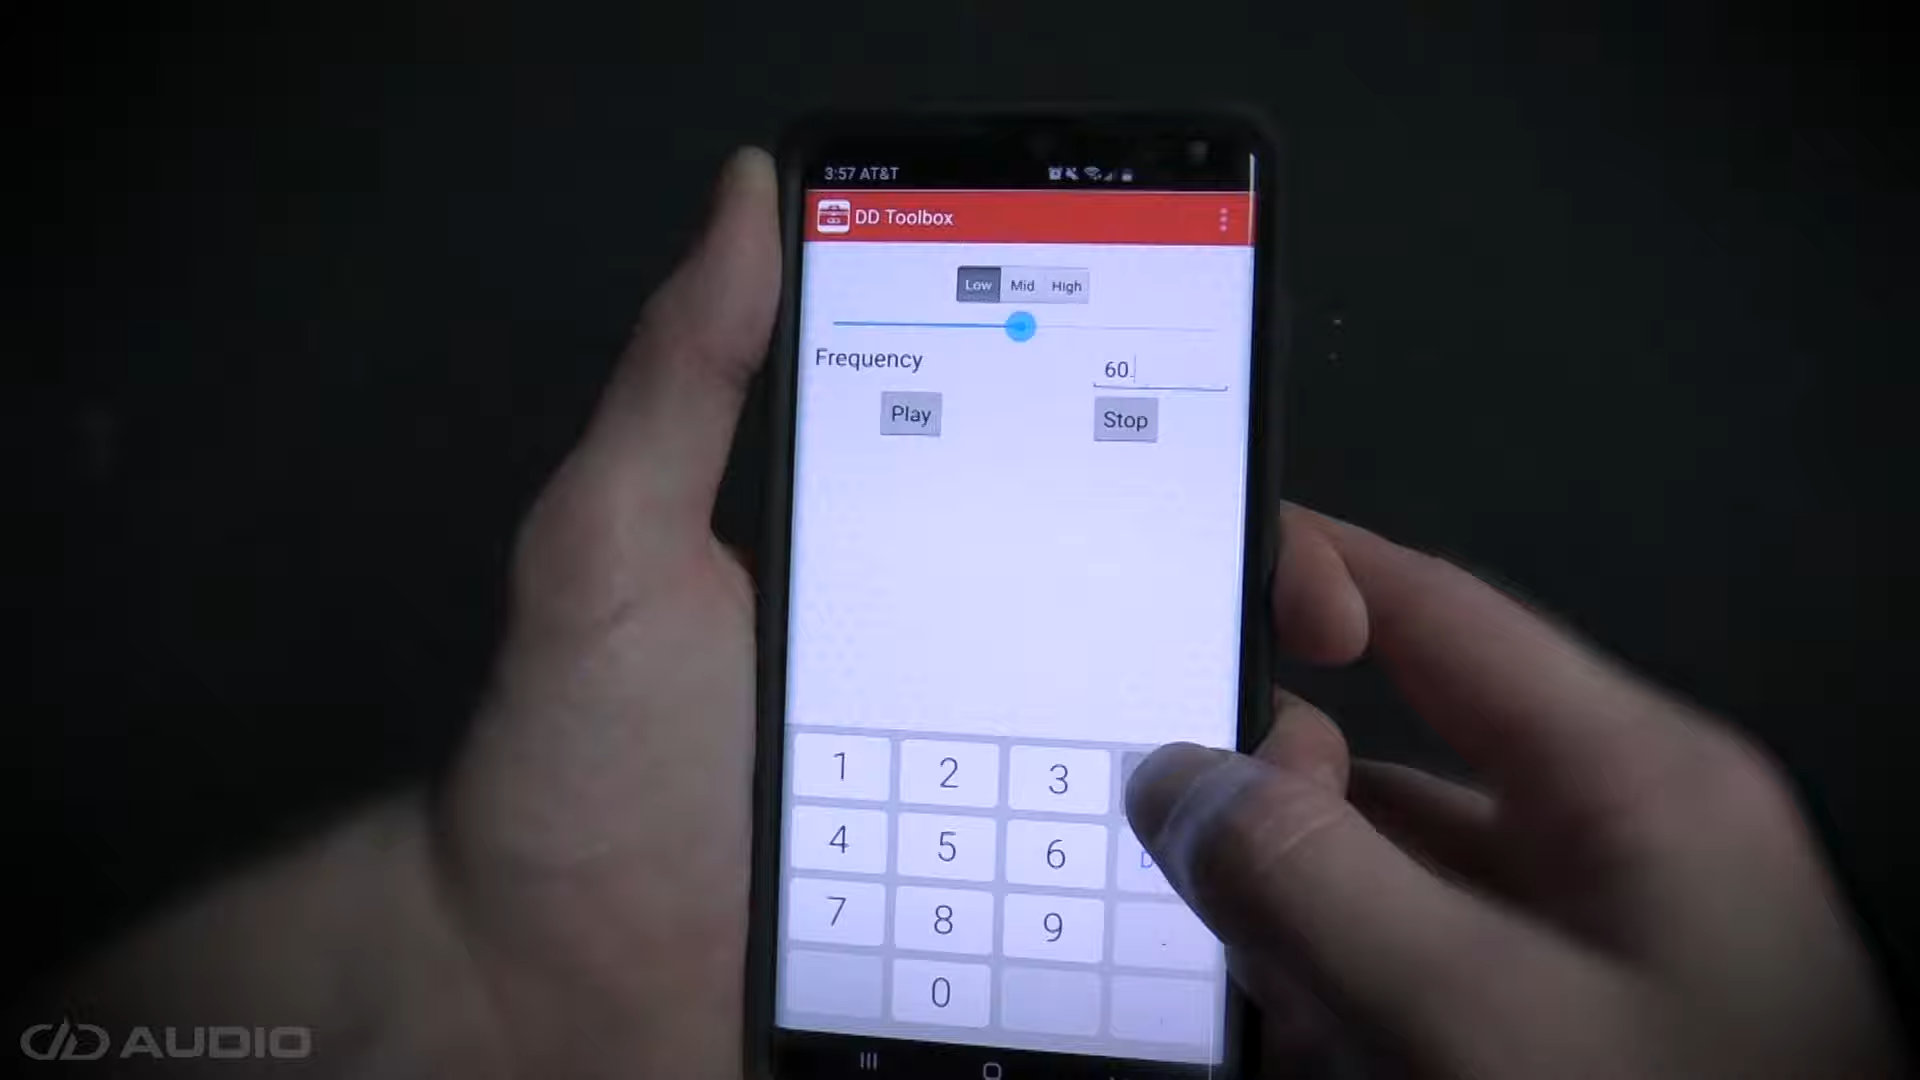 3:57 AT&T
DD Toolbox
Low Mid High
Frequency 60.
Play Stop
1 2 3
4 5 6
7 8 9 .
0
DD AUDIO